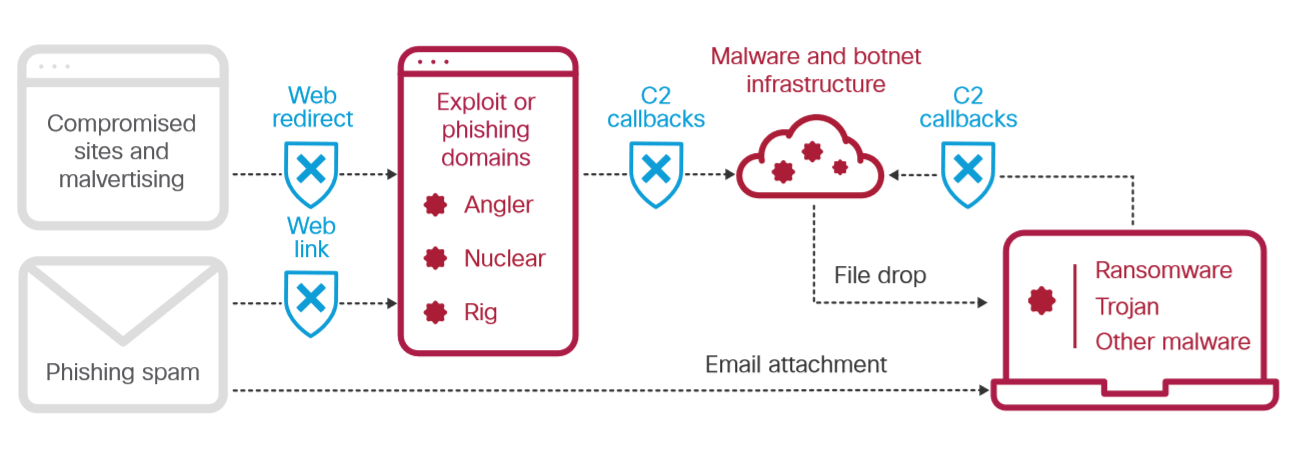 Compromised
sites and
malvertising
Web
redirect
Web
link
Phishing spam
Exploit or
phishing
domains
Angler
Nuclear
Rig
C2
callbacks
Malware and botnet
infrastructure
C2
callbacks
File drop
Email attachment
Ransomware
Trojan
Other malware